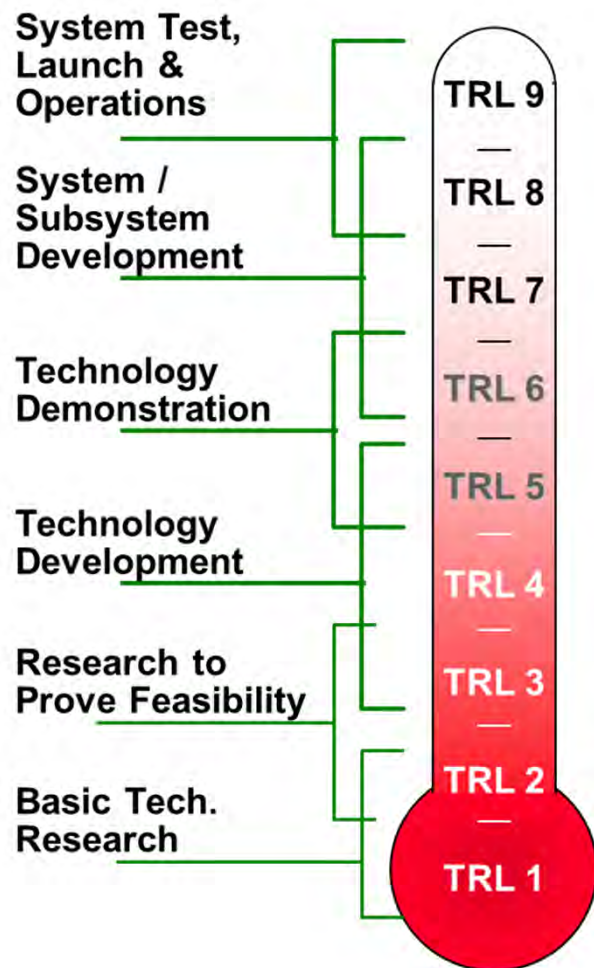 System Test,
Launch &
Operations
System /
Subsystem
Development
Technology
Demonstration
Technology
Development
Research to
Prove Feasibility
Basic Tech.
Research
TRL 9
TRL 8
TRL 7
TRL 6
TRL 5
TRL 4
TRL 3
TRL 2
TRL 1